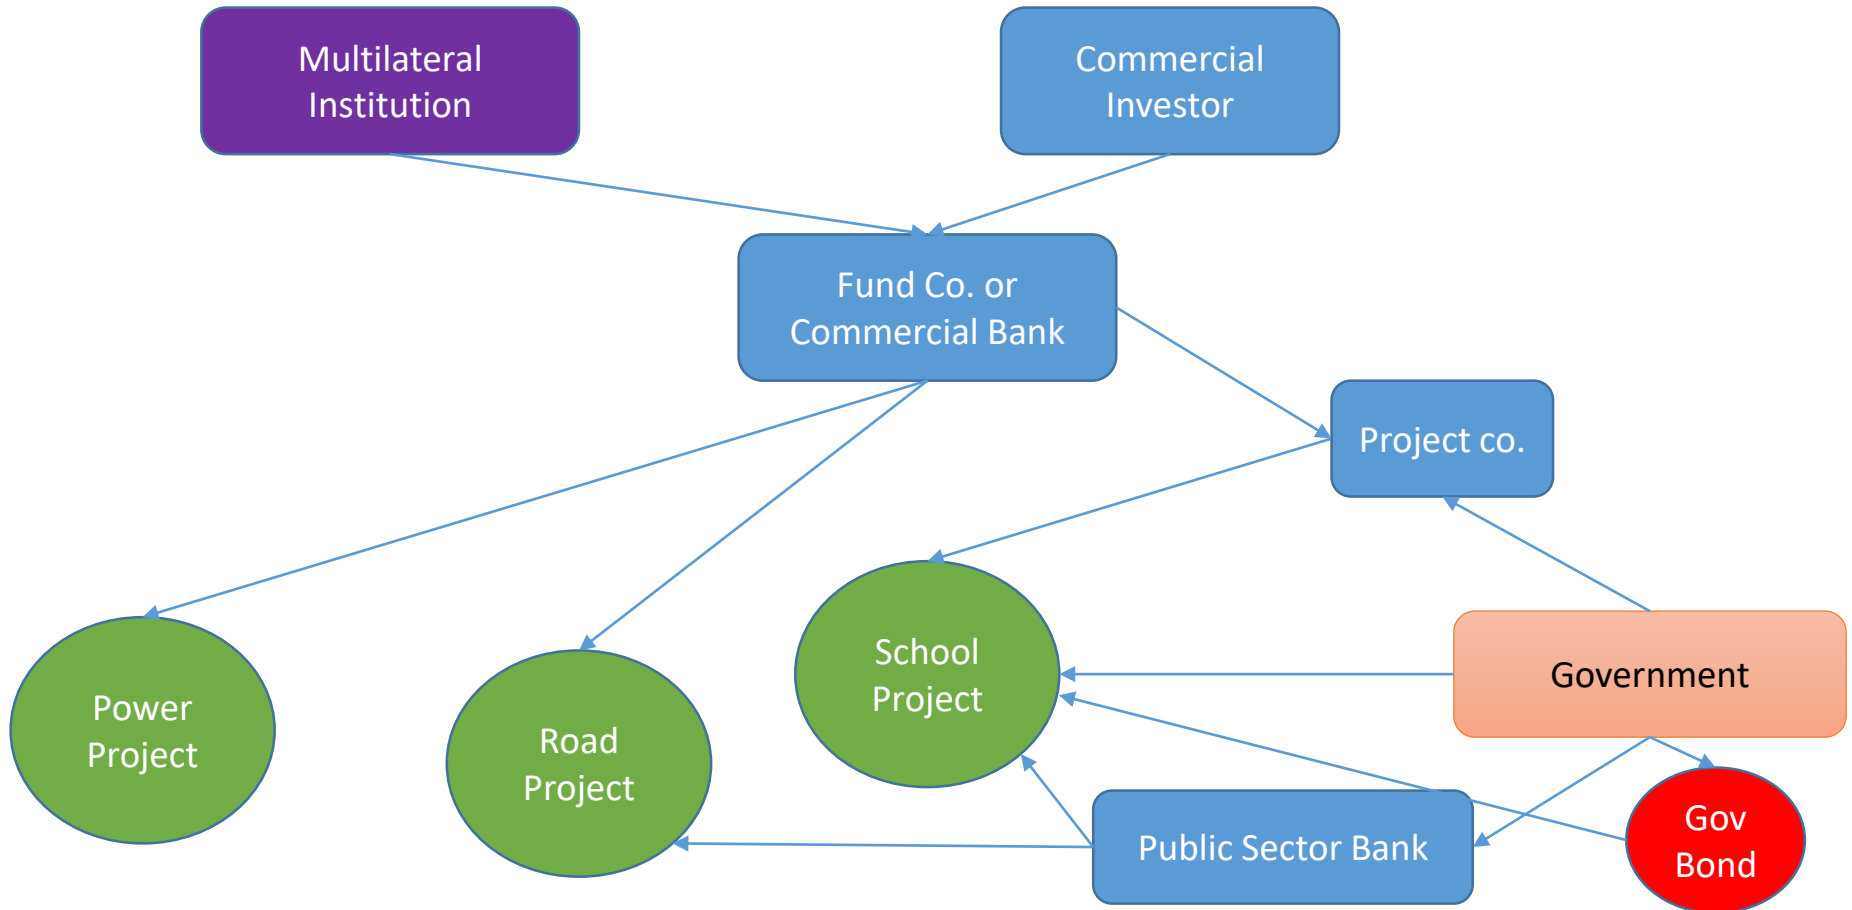 Multilateral
Institution
Commercial
Investor
Fund Co. or
Commercial Bank
Project co.
School
Project
Government
Power
Project
Road
Project
Public Sector Bank
Gov
Bond